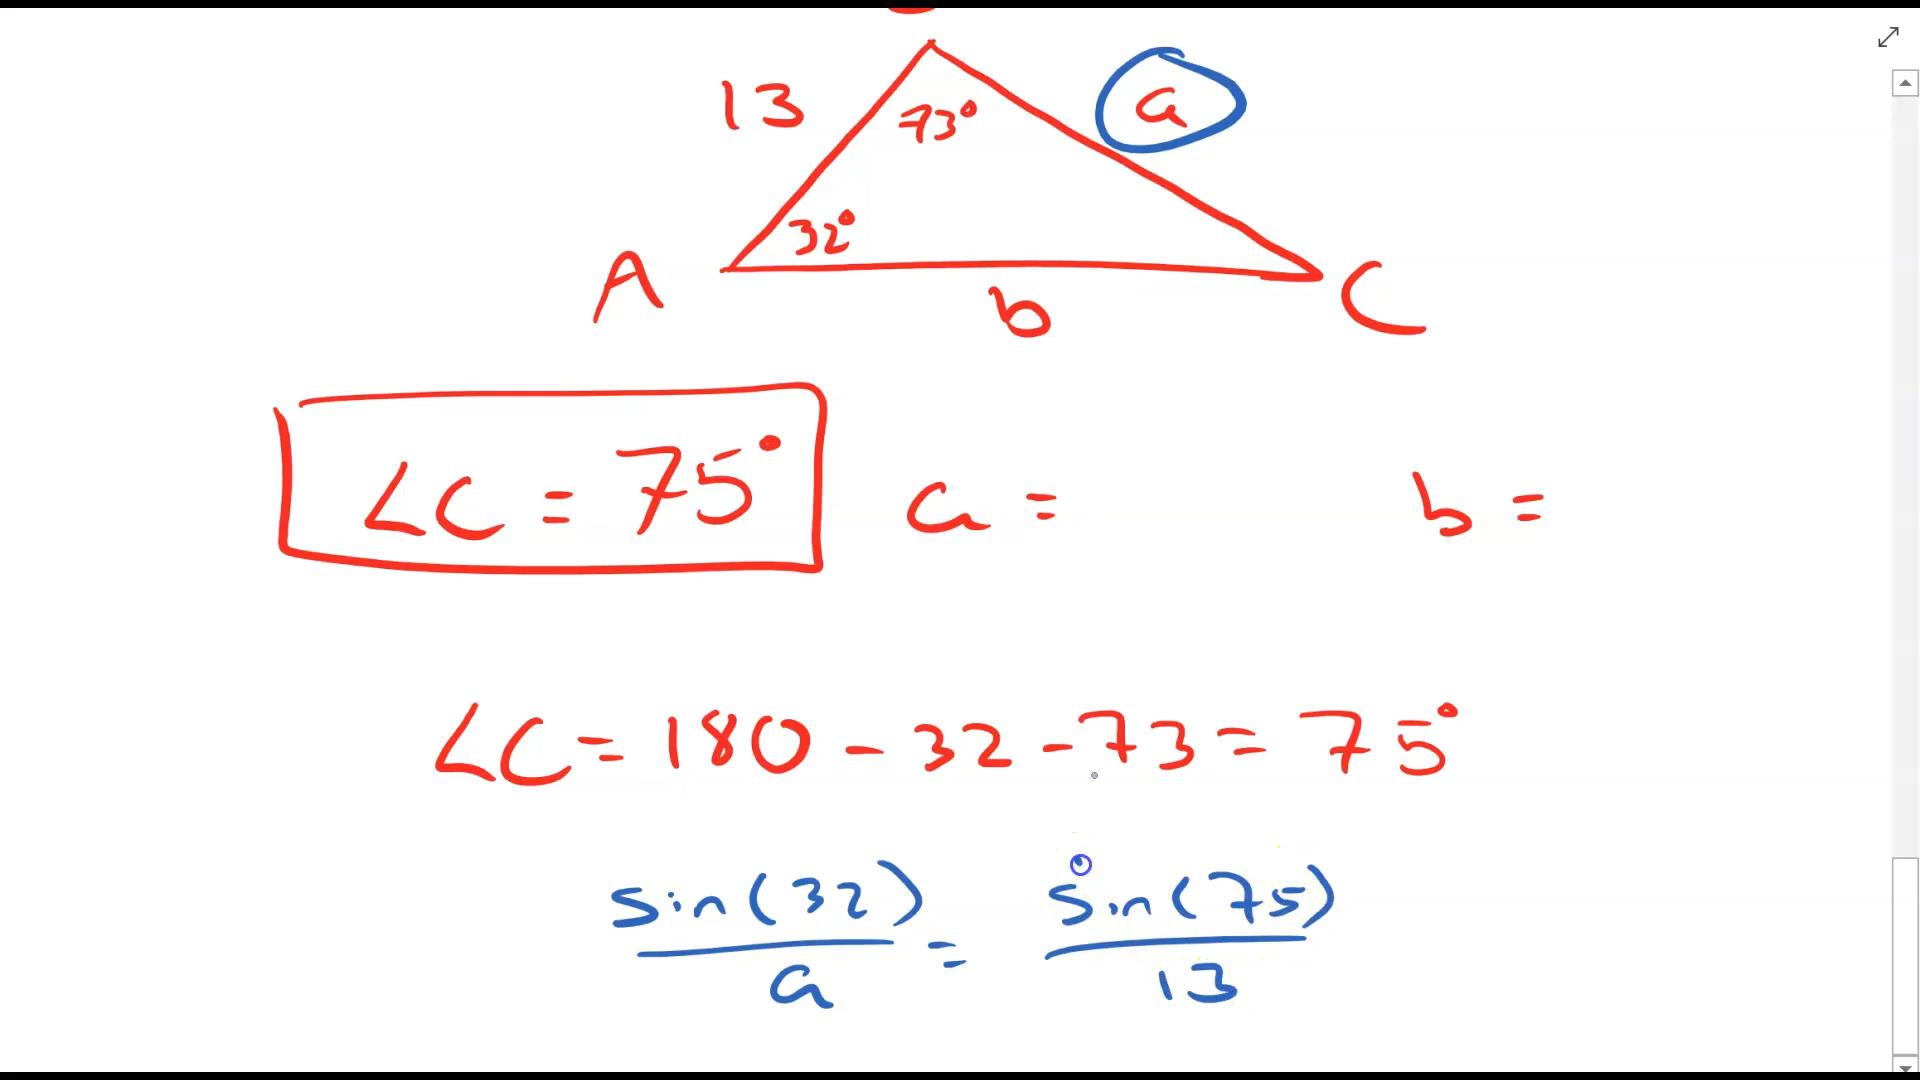 13
a
73°
32°
A
b
C
∠C = 75°
a =
b =
∠C = 180 - 32 - 73 = 75°
sin(32)/a = sin(75)/13